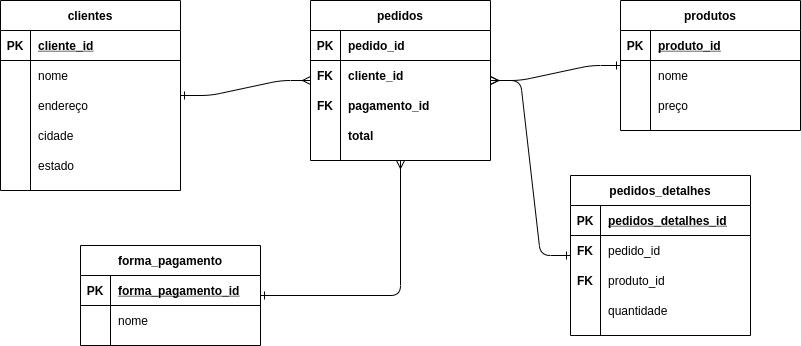 clientes
PK cliente_id
nome
endereço
cidade
estado
pedidos
PK pedido_id
FK cliente_id
FK pagamento_id
total
produtos
PK produto_id
nome
preço
pedidos_detalhes
PK pedidos_detalhes_id
FK pedido_id
FK produto_id
quantidade
forma_pagamento
PK forma_pagamento_id
nome